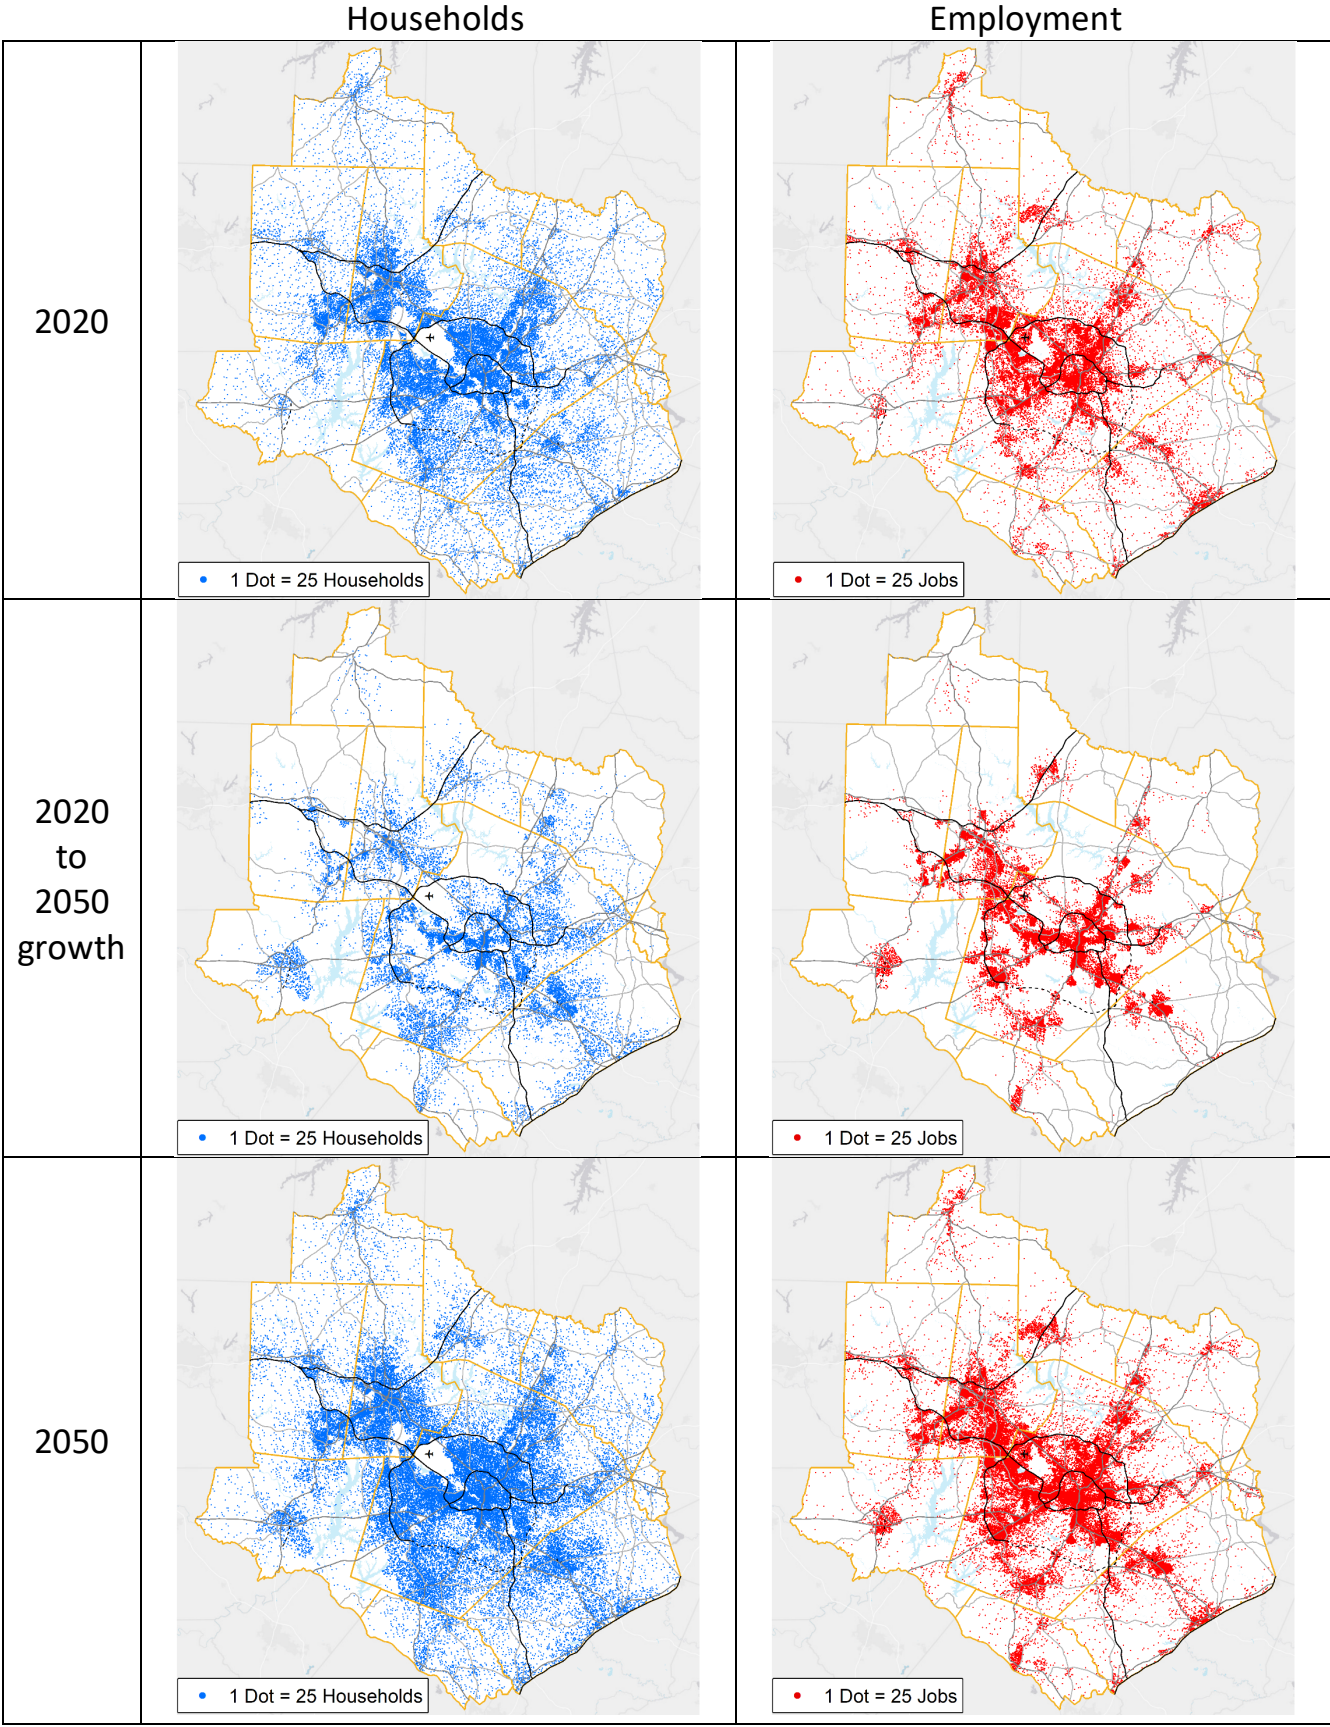 Households Employment
2020
1 Dot = 25 Households
1 Dot = 25 Jobs
2020
to
2050
growth
1 Dot = 25 Households
1 Dot = 25 Jobs
2050
1 Dot = 25 Households
1 Dot = 25 Jobs